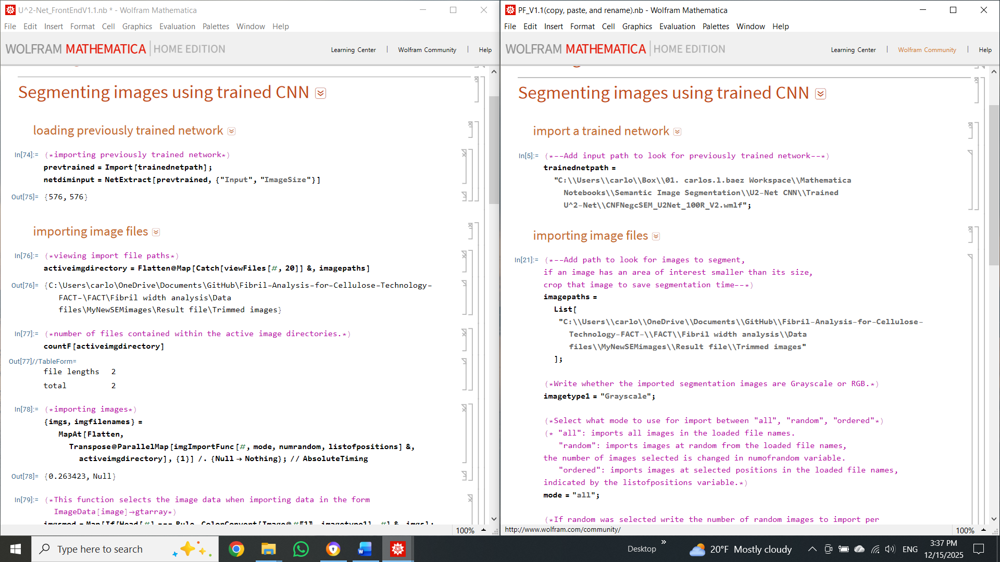 U^2-Net_FrontEndV1.1.nb * - Wolfram Mathematica
File Edit Insert Format Cell Graphics Evaluation Palettes Window Help
WOLFRAM MATHEMATICA HOME EDITION
Learning Center | Wolfram Community | Help
Segmenting images using trained CNN
loading previously trained network
In[74]:= (*importing previously trained network*)
prevtrained = Import[trainednetpath];
netdiminput = NetExtract[prevtrained, {"Input", "ImageSize"}]
Out[75]= {576, 576}
importing image files
In[76]:= (*viewing import file paths*)
activeimgdirectory = Flatten@Map[Catch[viewFiles[#, 20]] &, imagepaths]
Out[76]= {C:\Users\carlo\OneDrive\Documents\GitHub\Fibril-Analysis-for-Cellulose-Technology-
FACT-\FACT\Fibril width analysis\Data
files\MyNewSEMimages\Result file\Trimmed images}
In[77]:= (*number of files contained within the active image directories.*)
countF[activeimgdirectory]
Out[77]//TableForm=
file lengths 2
total 2
In[78]:= (*importing images*)
{imgs, imgfilenames} =
MapAt[Flatten,
Transpose@ParallelMap[imgImportFunc[#, mode, numrandom, listofpositions] &,
activeimgdirectory], {1}] /. {Null → Nothing}; // AbsoluteTiming
Out[78]= {0.263423, Null}
In[79]:= (*This function selects the image data when importing data in the form
ImageData[image]→gtarray*)
imgsmod = Map[If[Head[#] === Rule, ColorConvert[Image@#〚1〛, imagetype1], #] &, imgs];
100%
PF_V1.1(copy, paste, and rename).nb - Wolfram Mathematica
File Edit Insert Format Cell Graphics Evaluation Palettes Window Help
WOLFRAM MATHEMATICA HOME EDITION
Learning Center | Wolfram Community | Help
Segmenting images using trained CNN
import a trained network
In[5]:= (*--Add input path to look for previously trained network--*)
trainednetpath =
"C:\\Users\\carlo\\Box\\01. carlos.l.baez Workspace\\Mathematica
Notebooks\\Semantic Image Segmentation\\U2-Net CNN\\Trained
U^2-Net\\CNFNegcSEM_U2Net_100R_V2.wmlf";
importing image files
In[21]:= (*--Add path to look for images to segment,
if an image has an area of interest smaller than its size,
crop that image to save segmentation time--*)
imagepaths =
List[
"C:\\Users\\carlo\\OneDrive\\Documents\\GitHub\\Fibril-Analysis-for-Cellulose-
Technology-FACT-\\FACT\\Fibril width analysis\\Data
files\\MyNewSEMimages\\Result file\\Trimmed images"
];
(*Write whether the imported segmentation images are Grayscale or RGB.*)
imagetype1 = "Grayscale";
(*Select what mode to use for import between "all", "random", "ordered"*)
(* "all": imports all images in the loaded file names.
"random": imports images at random from the loaded file names,
the number of images selected is changed in numofrandom variable.
"ordered": imports images at selected positions in the loaded file names,
indicated by the listofpositions variable.*)
mode = "all";
(*If random was selected write the number of random images to import per
http://www.wolfram.com/community/
100%
Type here to search
Desktop
20°F Mostly cloudy
ENG
3:37 PM
12/15/2025